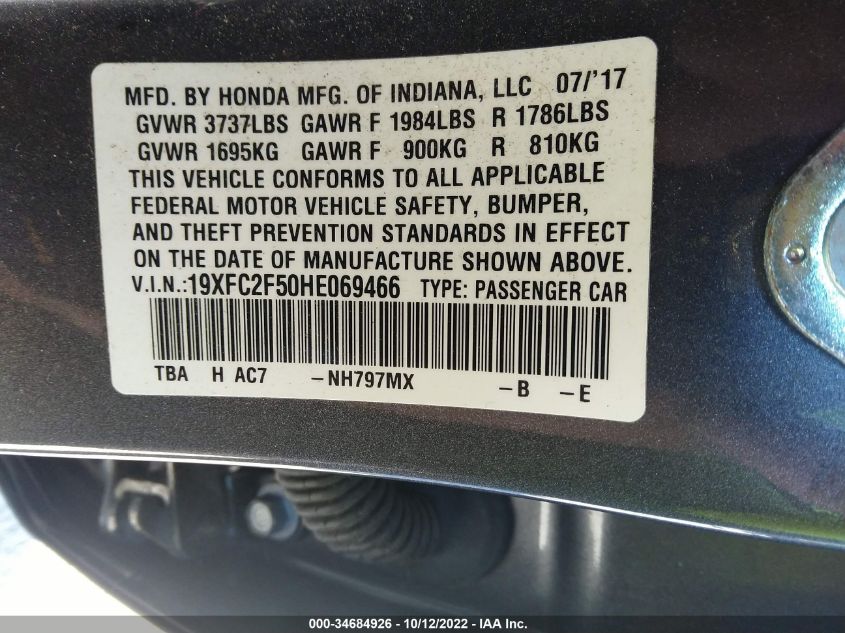 MFD. BY HONDA MFG. OF INDIANA, LLC 07/'17
GVWR 3737LBS GAWR F 1984LBS R 1786LBS
GVWR 1695KG GAWR F 900KG R 810KG
THIS VEHICLE CONFORMS TO ALL APPLICABLE
FEDERAL MOTOR VEHICLE SAFETY, BUMPER,
AND THEFT PREVENTION STANDARDS IN EFFECT
ON THE DATE OF MANUFACTURE SHOWN ABOVE.
V.I.N.:19XFC2F50HE069466 TYPE: PASSENGER CAR
TBA H AC7 -NH797MX -B -E
000-34684926 - 10/12/2022 - IAA Inc.